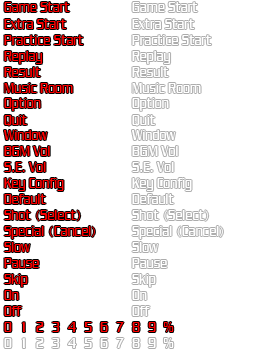 Game Start Game Start
Extra Start Extra Start
Practice Start Practice Start
Replay Replay
Result Result
Music Room Music Room
Option Option
Quit Quit
Window Window
BGM Vol BGM Vol
S.E. Vol S.E. Vol
Key Config Key Config
Default Default
Shot (Select) Shot (Select)
Special (Cancel) Special (Cancel)
Slow Slow
Pause Pause
Skip Skip
On On
Off Off
0 1 2 3 4 5 6 7 8 9 %
0 1 2 3 4 5 6 7 8 9 %